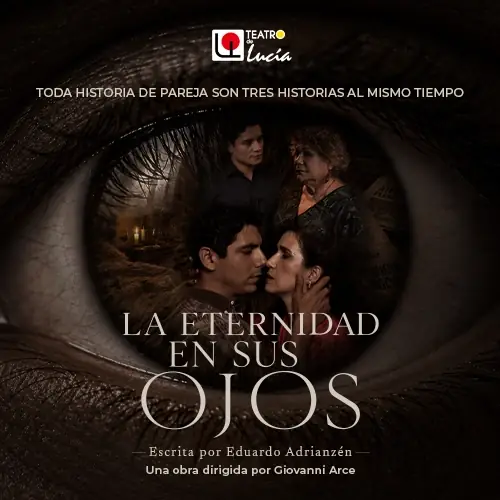 TEATRO
de
Lucía
TODA HISTORIA DE PAREJA SON TRES HISTORIAS AL MISMO TIEMPO
LA ETERNIDAD
EN SUS
OJOS
Escrita por Eduardo Adrianzén
Una obra dirigida por Giovanni Arce